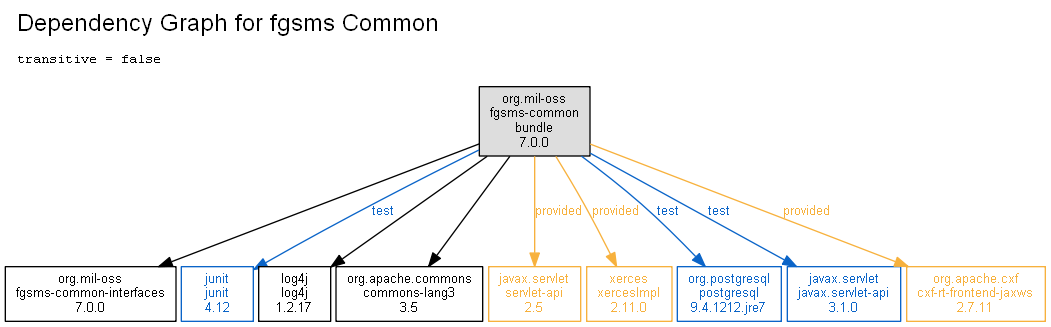 Dependency Graph for fgsms Common
transitive = false
org.mil-oss
fgsms-common
bundle
7.0.0
test
provided
provided
test
test
provided
org.mil-oss
fgsms-common-interfaces
7.0.0
junit
junit
4.12
log4j
log4j
1.2.17
org.apache.commons
commons-lang3
3.5
javax.servlet
servlet-api
2.5
xerces
xercesImpl
2.11.0
org.postgresql
postgresql
9.4.1212.jre7
javax.servlet
javax.servlet-api
3.1.0
org.apache.cxf
cxf-rt-frontend-jaxws
2.7.11